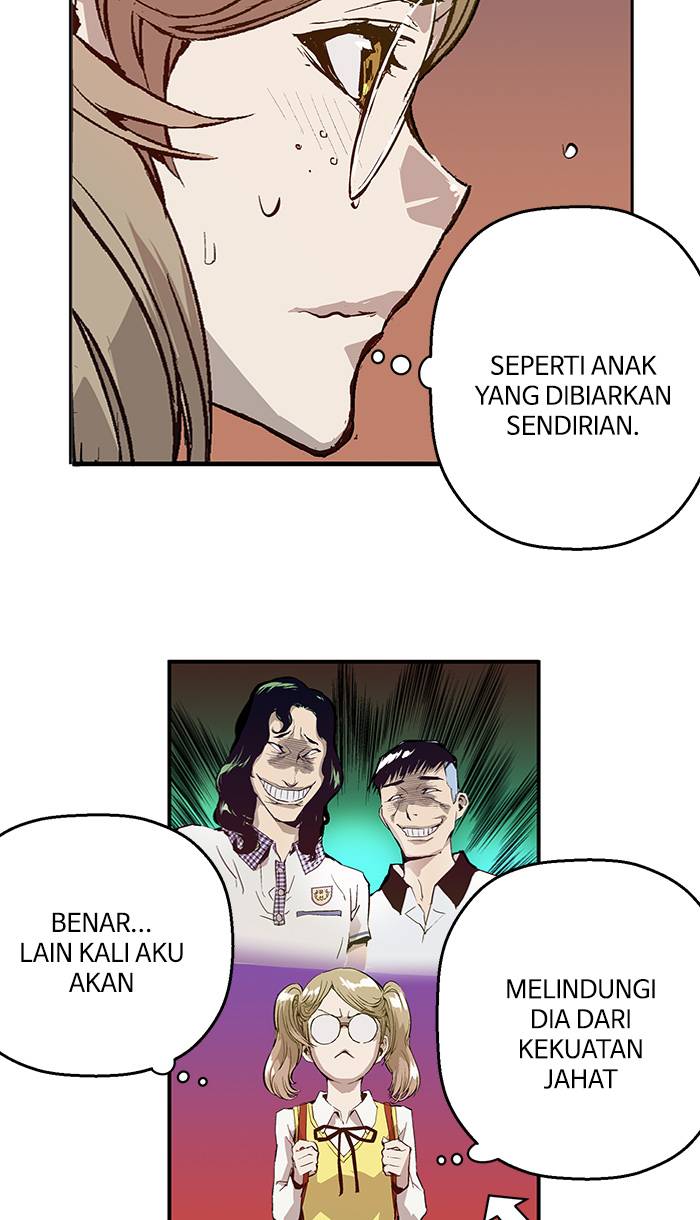 SEPERTI ANAK
YANG DIBIARKAN
SENDIRIAN.
BENAR...
LAIN KALI AKU
AKAN
MELINDUNGI
DIA DARI
KEKUATAN
JAHAT